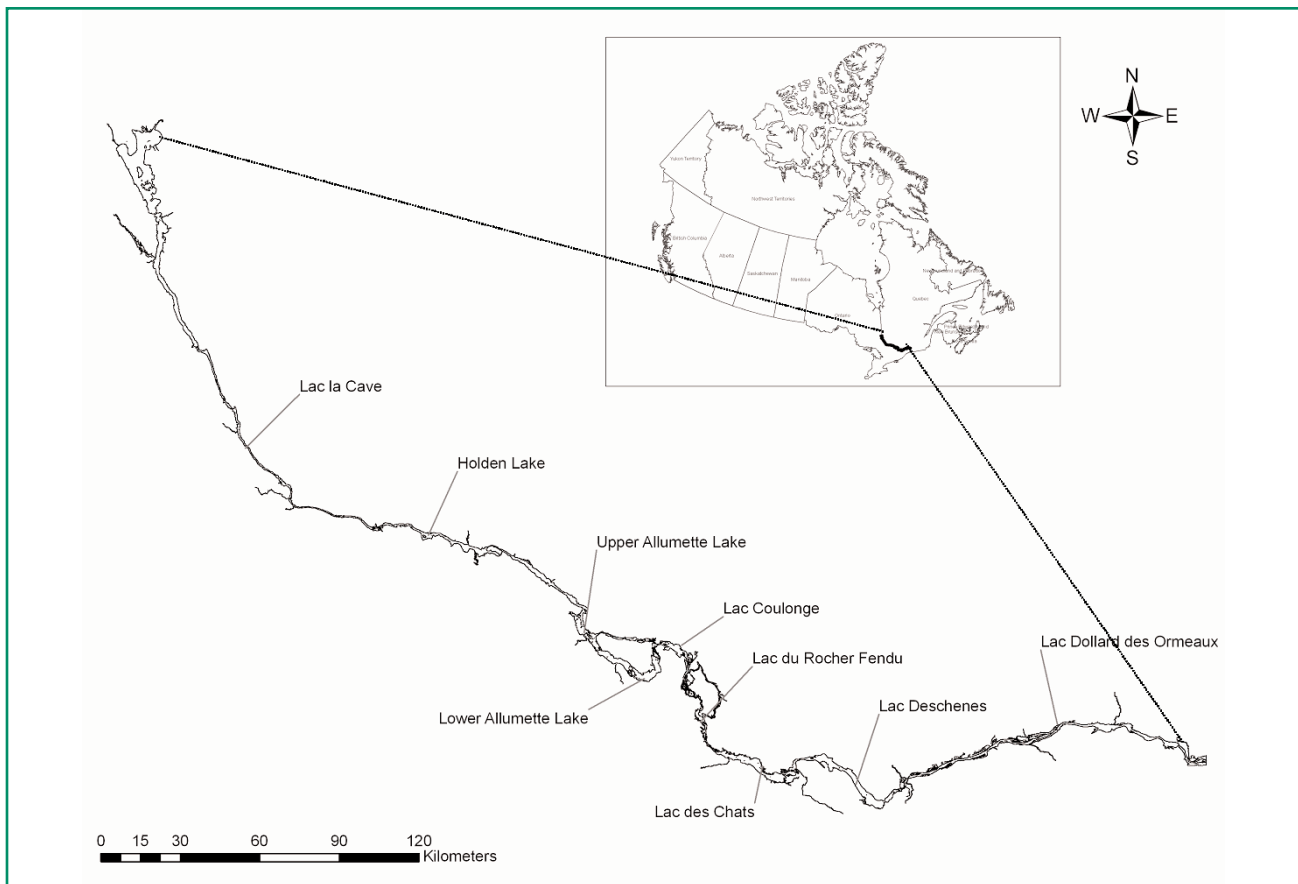 N
W E
S
Yukon Territory
Northwest Territories
British Columbia
Alberta
Saskatchewan
Manitoba
Ontario
Quebec
Lac la Cave
Holden Lake
Upper Allumette Lake
Lac Coulonge
Lac du Rocher Fendu
Lac Dollard des Ormeaux
Lower Allumette Lake
Lac Deschenes
Lac des Chats
0 15 30 60 90 120
Kilometers